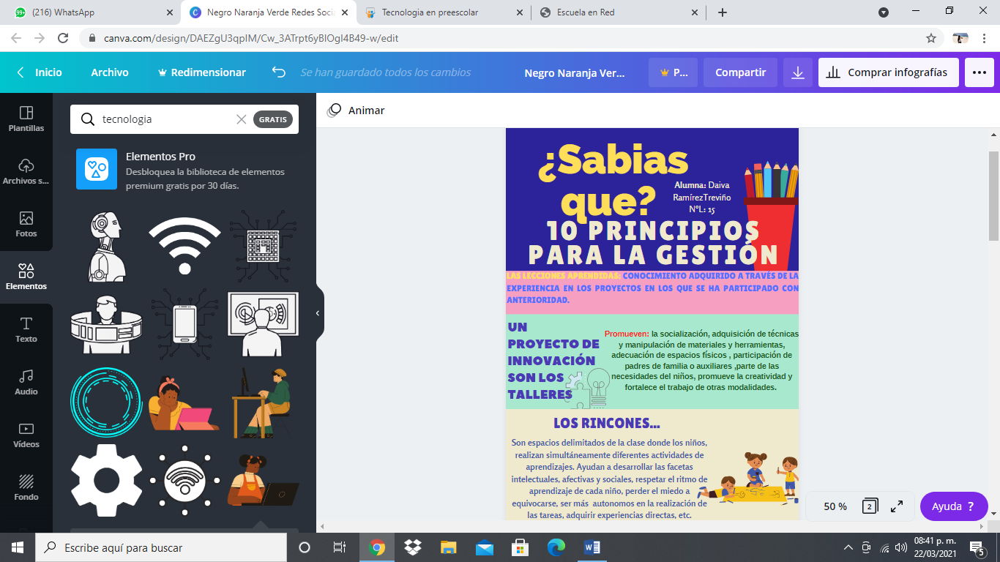 (216) WhatsApp
Negro Naranja Verde Redes Socia
Tecnologia en preescolar
Escuela en Red
canva.com/design/DAEZgU3qpIM/Cw_3ATrpt6yBIOgI4B49-w/edit
Inicio
Archivo
Redimensionar
Se han guardado todos los cambios
Negro Naranja Ver...
P...
Compartir
Comprar infografías
Plantillas
Archivos s...
Fotos
Elementos
Texto
Audio
Vídeos
Fondo
tecnologia
GRATIS
Elementos Pro
Desbloquea la biblioteca de elementos
premium gratis por 30 días.
Animar
¿Sabias
que?
Alumna: Daiva
RamírezTreviño
N°L: 15
10 PRINCIPIOS
PARA LA GESTIÓN
LAS LECCIONES APRENDIDAS: CONOCIMIENTO ADQUIRIDO A TRAVÉS DE LA
EXPERIENCIA EN LOS PROYECTOS EN LOS QUE SE HA PARTICIPADO CON
ANTERIORIDAD.
UN
PROYECTO DE
INNOVACIÓN
SON LOS
TALLERES
Promueven: la socialización, adquisición de técnicas
y manipulación de materiales y herramientas,
adecuación de espacios físicos , participación de
padres de familia o auxiliares ,parte de las
necesidades del niños, promueve la creatividad y
fortalece el trabajo de otras modalidades.
LOS RINCONES...
Son espacios delimitados de la clase donde los niños,
realizan simultáneamente diferentes actividades de
aprendizajes. Ayudan a desarrollar las facetas
intelectuales, afectivas y sociales, respetar el ritmo de
aprendizaje de cada niño, perder el miedo a
equivocarse, ser más autonomos en la realización de
las tareas, adquirir experiencias directas, etc.
50 %
2
Ayuda ?
Escribe aquí para buscar
08:41 p. m.
22/03/2021
5